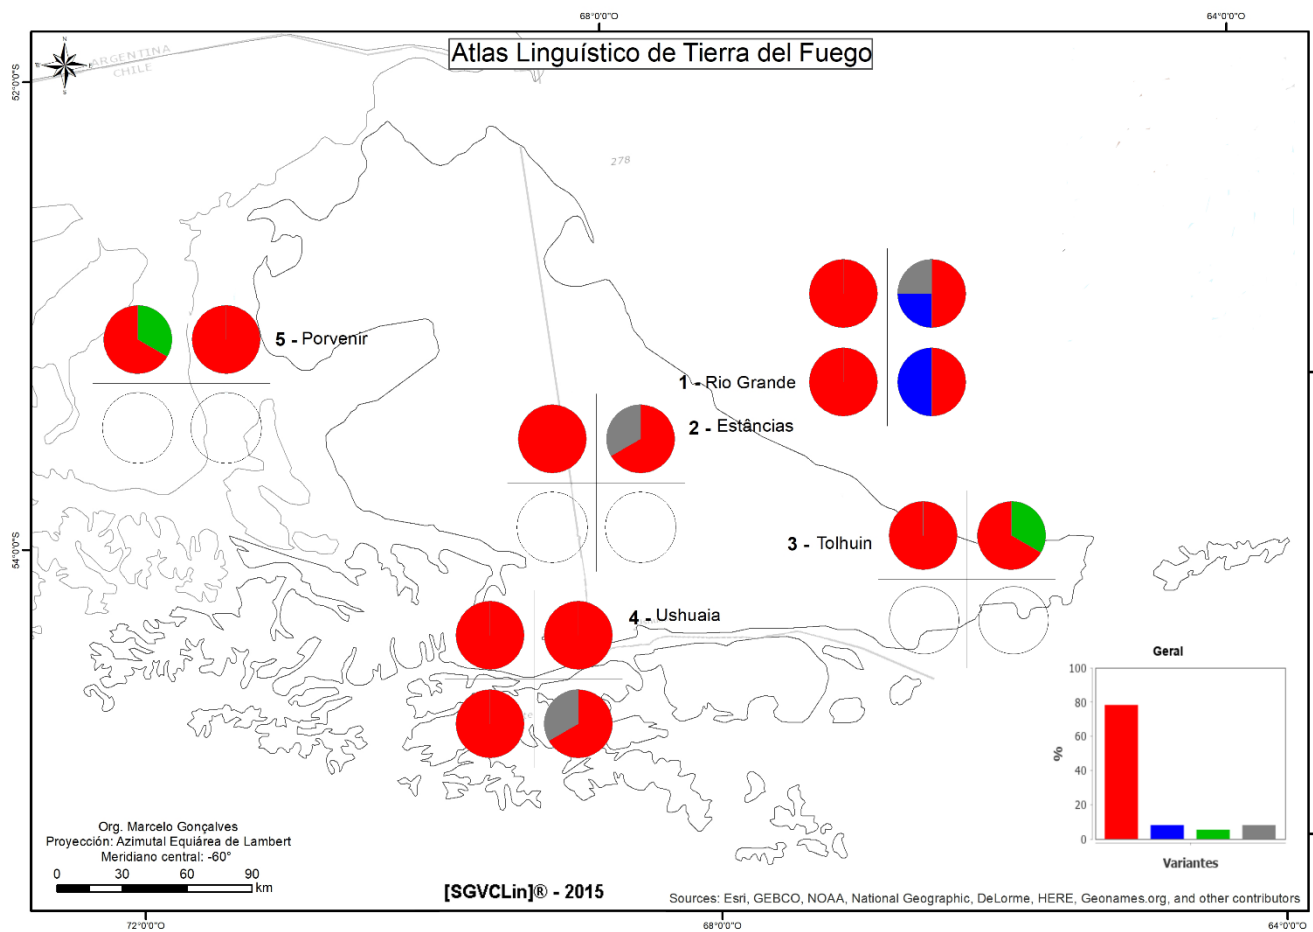 68°0'0"O
64°0'0"O
Atlas Linguístico de Tierra del Fuego
N
S
ARGENTINA
CHILE
52°0'0"S
278
5 - Porvenir
1 - Rio Grande
2 - Estâncias
3 - Tolhuin
54°0'0"S
4 - Ushuaia
Geral
100
80
60
40
20
0
%
Variantes
Org. Marcelo Gonçalves
Proyección: Azimutal Equiárea de Lambert
Meridiano central: -60°
0 30 60 90
km
[SGVCLin]® - 2015
Sources: Esri, GEBCO, NOAA, National Geographic, DeLorme, HERE, Geonames.org, and other contributors
72°0'0"O
68°0'0"O
64°0'0"O